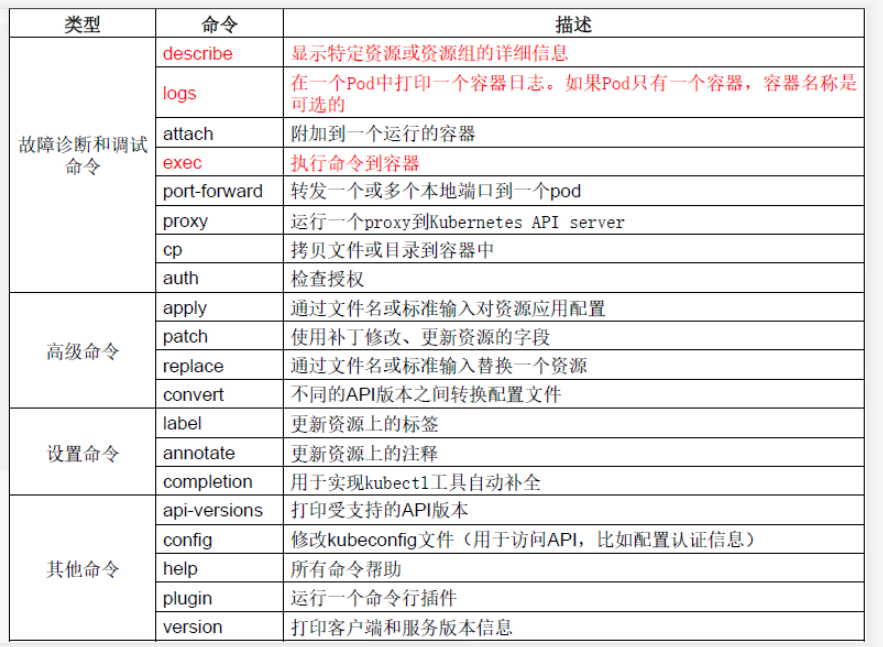 类型 命令 描述
describe 显示特定资源或资源组的详细信息
logs 在一个Pod中打印一个容器日志。如果Pod只有一个容器，容器名称是
可选的
故障诊断和调试
命令
attach 附加到一个运行的容器
exec 执行命令到容器
port-forward 转发一个或多个本地端口到一个pod
proxy 运行一个proxy到Kubernetes API server
cp 拷贝文件或目录到容器中
auth 检查授权
高级命令
apply 通过文件名或标准输入对资源应用配置
patch 使用补丁修改、更新资源的字段
replace 通过文件名或标准输入替换一个资源
convert 不同的API版本之间转换配置文件
设置命令
label 更新资源上的标签
annotate 更新资源上的注释
completion 用于实现kubectl工具自动补全
其他命令
api-versions 打印受支持的API版本
config 修改kubeconfig文件（用于访问API，比如配置认证信息）
help 所有命令帮助
plugin 运行一个命令行插件
version 打印客户端和服务版本信息